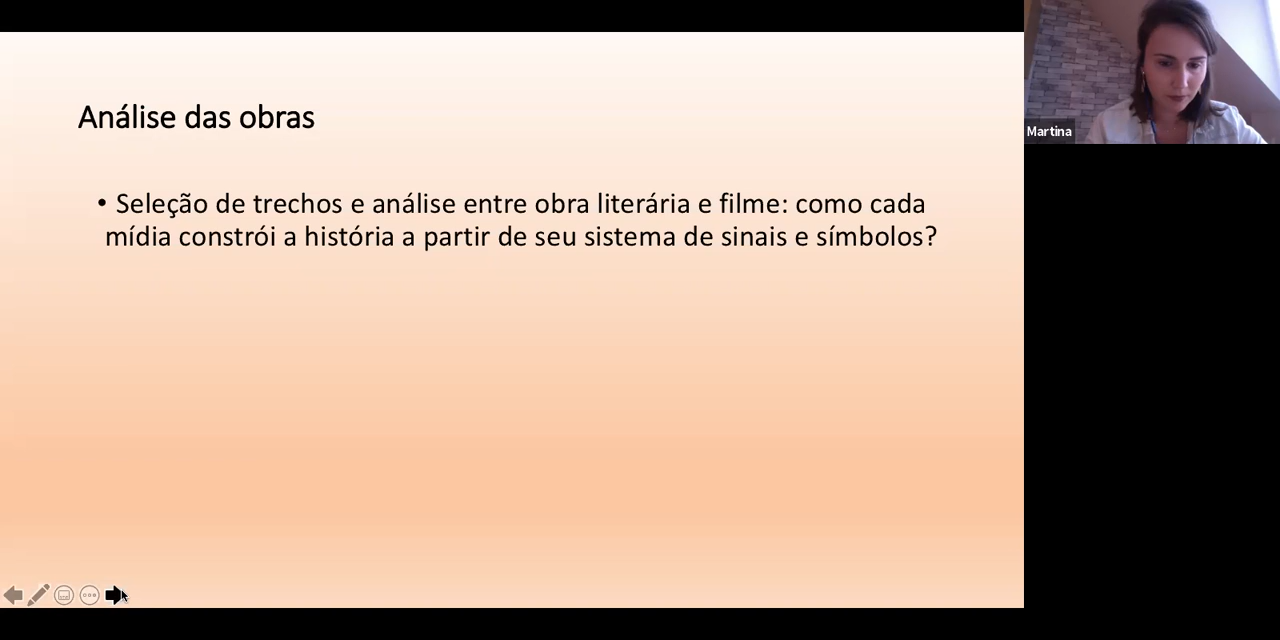 Análise das obras
• Seleção de trechos e análise entre obra literária e filme: como cada
mídia constrói a história a partir de seu sistema de sinais e símbolos?
Martina